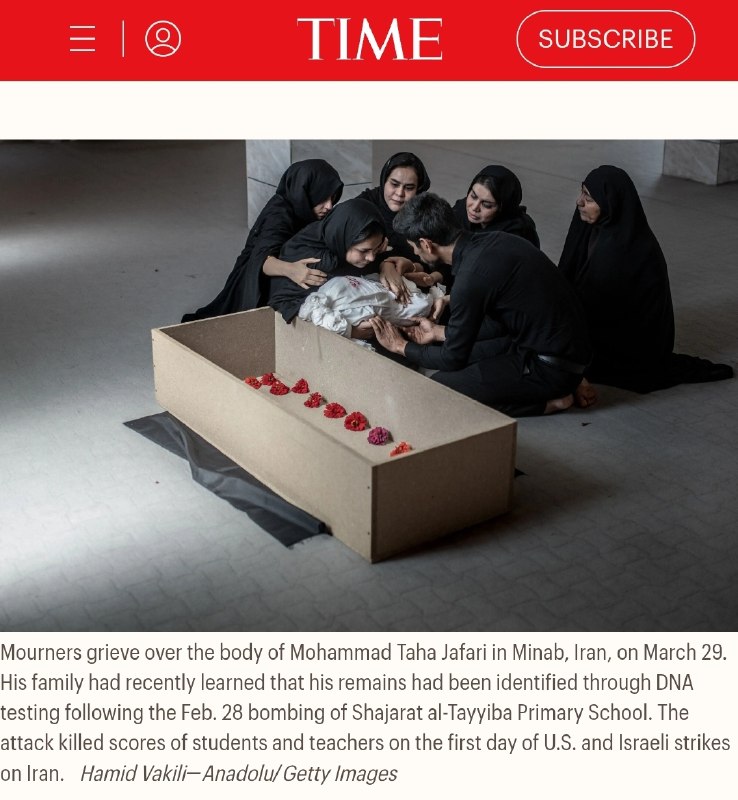 TIME
SUBSCRIBE
Mourners grieve over the body of Mohammad Taha Jafari in Minab, Iran, on March 29.
His family had recently learned that his remains had been identified through DNA
testing following the Feb. 28 bombing of Shajarat al-Tayyiba Primary School. The
attack killed scores of students and teachers on the first day of U.S. and Israeli strikes
on Iran. Hamid Vakili—Anadolu/Getty Images